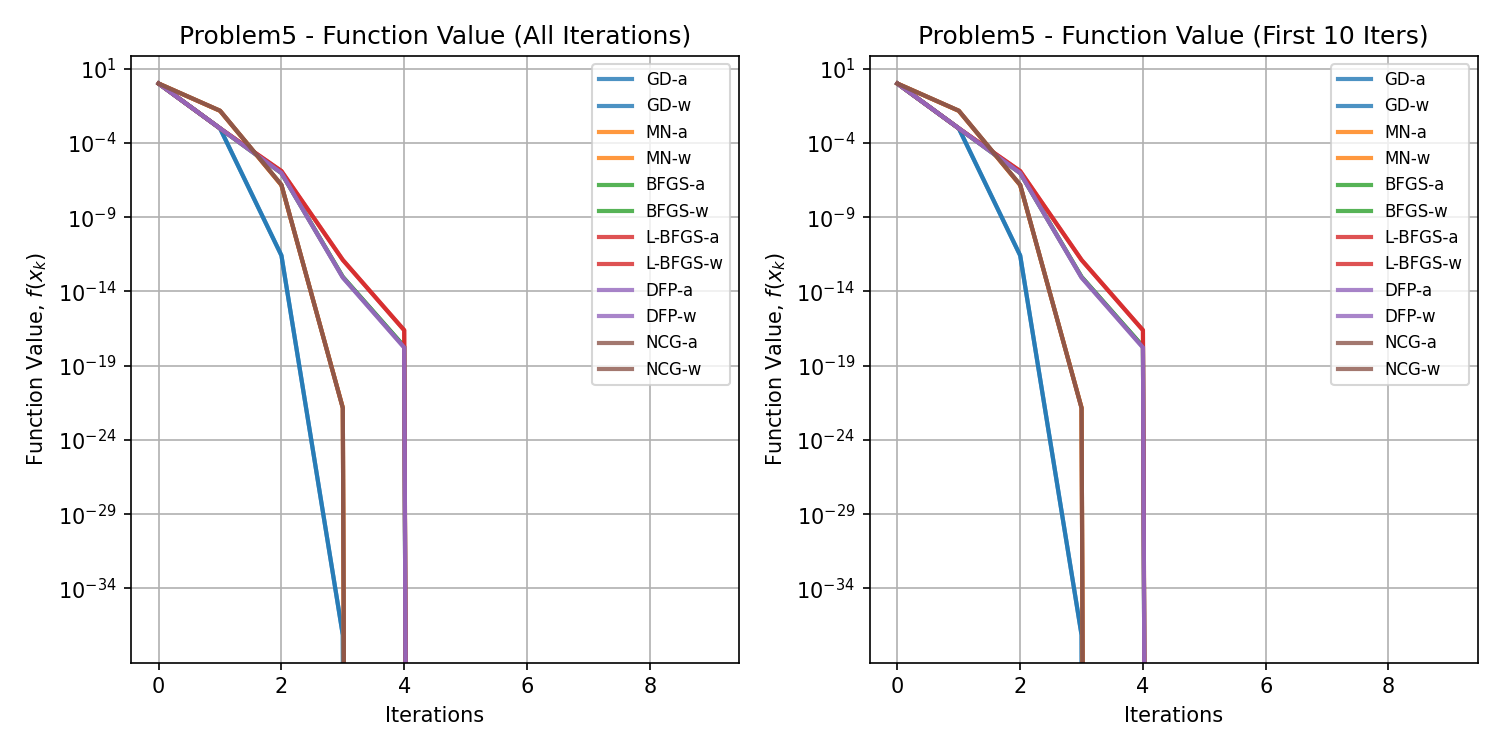 Problem5 - Function Value (All Iterations)
Function Value, f(x_k)
10^1
10^−4
10^−9
10^−14
10^−19
10^−24
10^−29
10^−34
GD-a
GD-w
MN-a
MN-w
BFGS-a
BFGS-w
L-BFGS-a
L-BFGS-w
DFP-a
DFP-w
NCG-a
NCG-w
0 2 4 6 8
Iterations
Problem5 - Function Value (First 10 Iters)
Function Value, f(x_k)
10^1
10^−4
10^−9
10^−14
10^−19
10^−24
10^−29
10^−34
GD-a
GD-w
MN-a
MN-w
BFGS-a
BFGS-w
L-BFGS-a
L-BFGS-w
DFP-a
DFP-w
NCG-a
NCG-w
0 2 4 6 8
Iterations